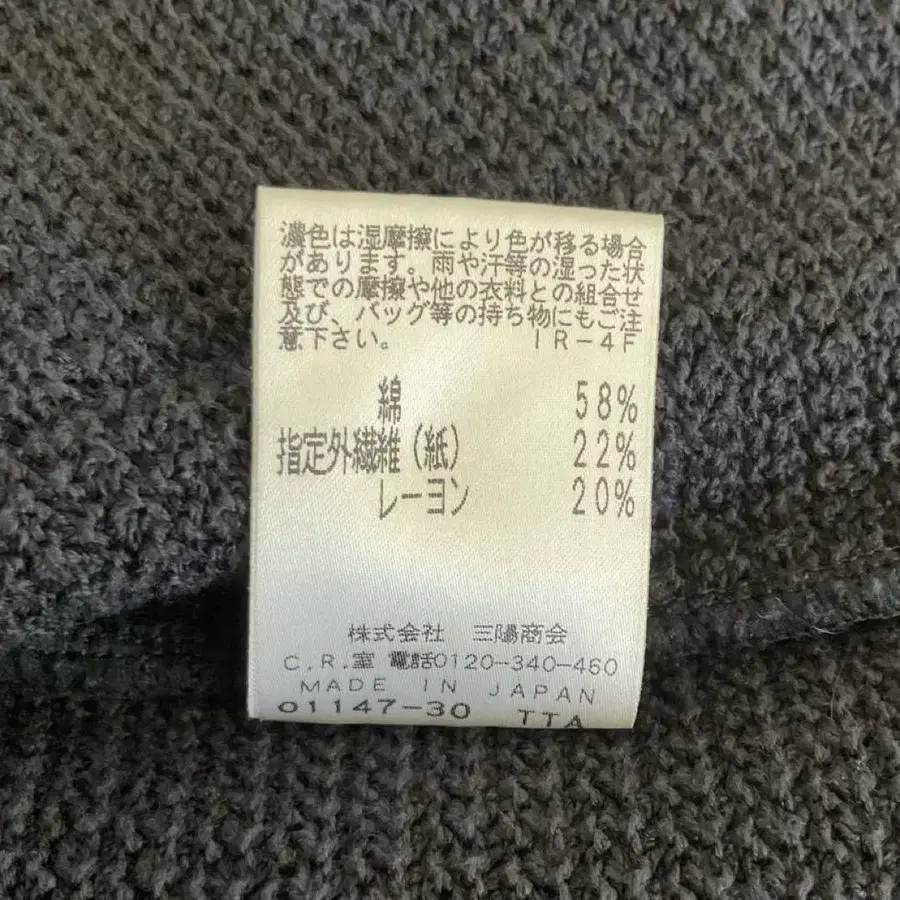 濃色は湿摩擦により色が移る場合
があります。雨や汗等の湿った状
態での摩擦や他の衣料との組合せ
及び、バッグ等の持ち物にもご注
意下さい。 IR-4F
綿 58%
指定外繊維(紙) 22%
レーヨン 20%
株式会社 三陽商会
C.R.室 電話0120-340-460
MADE IN JAPAN
01147-30 TTA